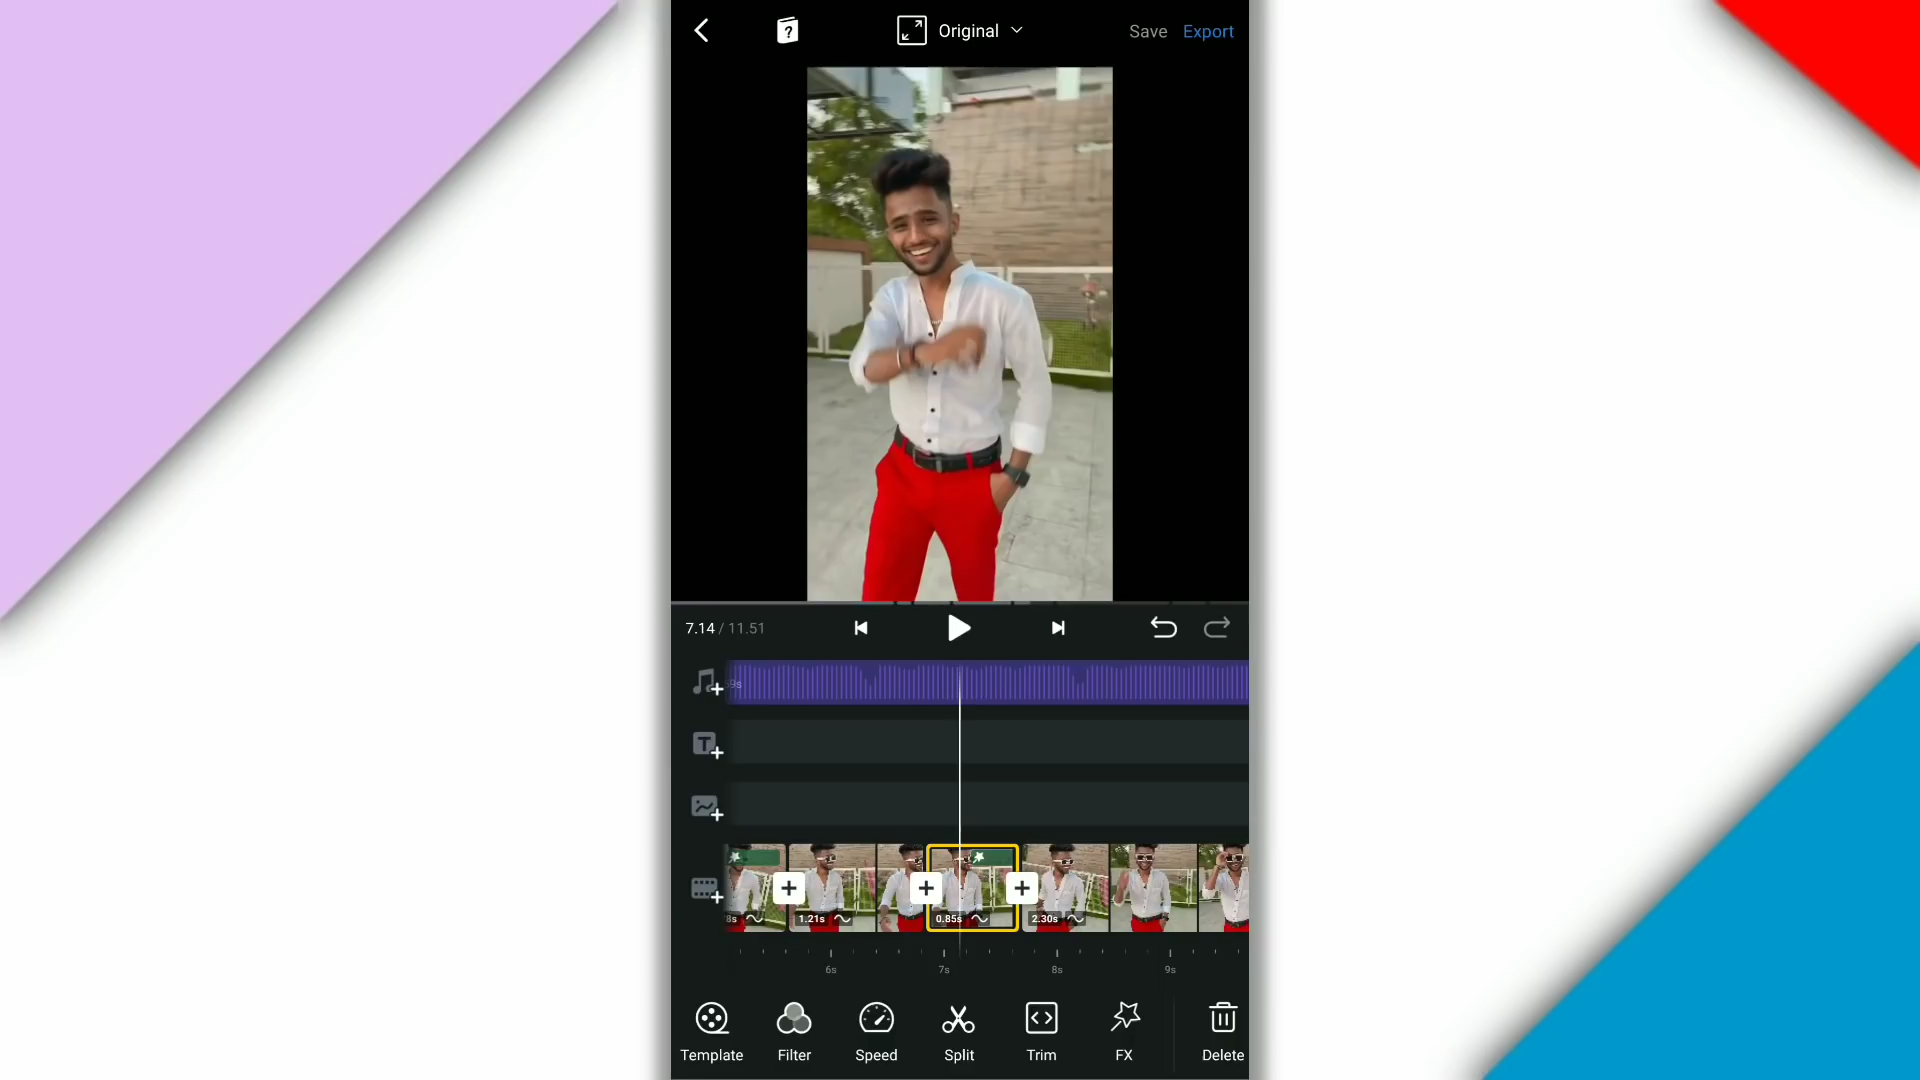 Original
Save Export
7.14 / 11.51
T
1.21s
0.85s
2.30s
6s
7s
8s
9s
Template
Filter
Speed
Split
Trim
FX
Delete